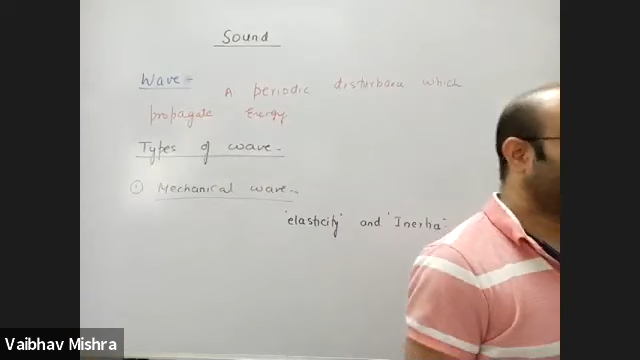 Sound
Wave - A periodic disturbance which
propagate Energy
Types of wave -
① Mechanical wave -
'elasticity' and 'Inertia'
Vaibhav Mishra